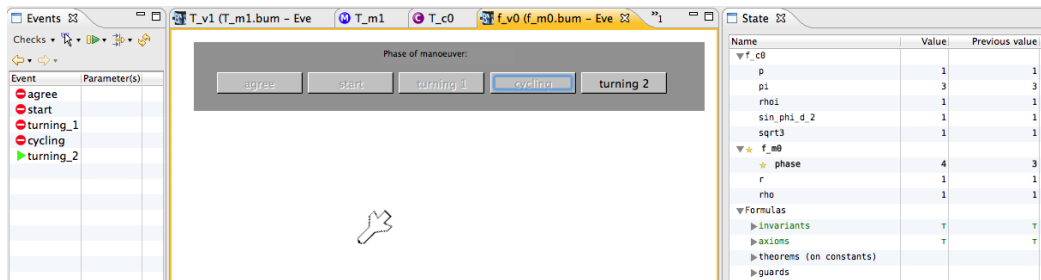 Events
Checks
Event Parameter(s)
agree
start
turning_1
cycling
turning_2
T_v1 (T_m1.bum – Eve
T_m1
T_c0
f_v0 (f_m0.bum – Eve
"1
Phase of manoeuver:
agree start turning 1 cycling turning 2
State
Name Value Previous value
f_c0
p 1 1
pi 3 3
rhoi 1 1
sin_phi_d_2 1 1
sqrt3 1 1
f_m0
phase 4 3
r 1 1
rho 1 1
Formulas
invariants ⊤ ⊤
axioms ⊤ ⊤
theorems (on constants)
guards